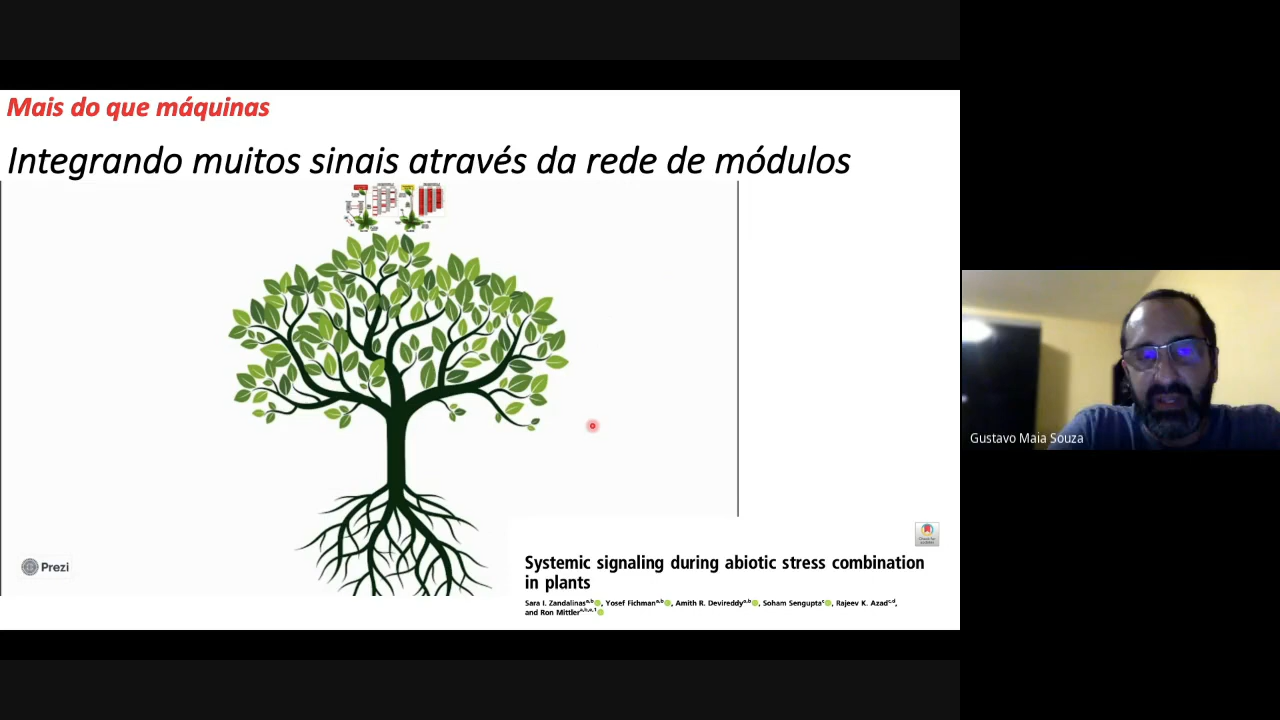 Mais do que máquinas
Integrando muitos sinais através da rede de módulos
Gustavo Maia Souza
Prezi
Systemic signaling during abiotic stress combination
in plants
Sara I. Zandalinas a,b, Yosef Fichman a,b, Amith R. Devireddy a,b, Soham Sengupta c, Rajeev K. Azad c,d,
and Ron Mittler